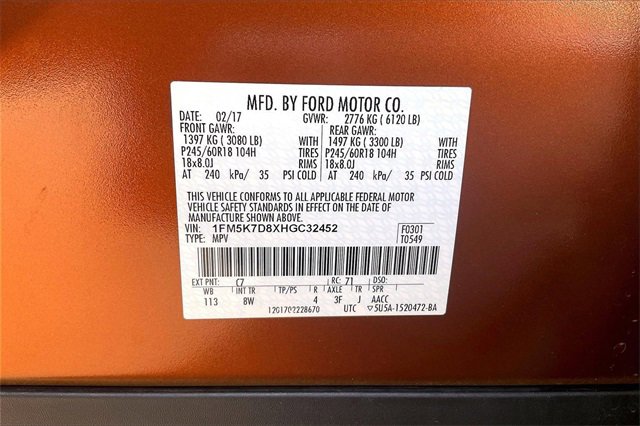 MFD. BY FORD MOTOR CO.
DATE: 02/17 GVWR: 2776 KG ( 6120 LB)
FRONT GAWR: REAR GAWR:
1397 KG ( 3080 LB) WITH 1497 KG ( 3300 LB) WITH
P245/60R18 104H TIRES P245/60R18 104H TIRES
18x8.0J RIMS 18x8.0J RIMS
AT 240 kPa/ 35 PSI COLD AT 240 kPa/ 35 PSI COLD
THIS VEHICLE CONFORMS TO ALL APPLICABLE FEDERAL MOTOR
VEHICLE SAFETY STANDARDS IN EFFECT ON THE DATE OF
MANUFACTURE SHOWN ABOVE.
VIN: 1FM5K7D8XHGC32452 F0301
TYPE: MPV T0549
EXT PNT: C7 RC: 71 DSO:
WB INT TR TP/PS R AXLE TR SPR
113 8W 4 3F J AACC
1201702228670 UTC ▽5U5A-1520472-BA